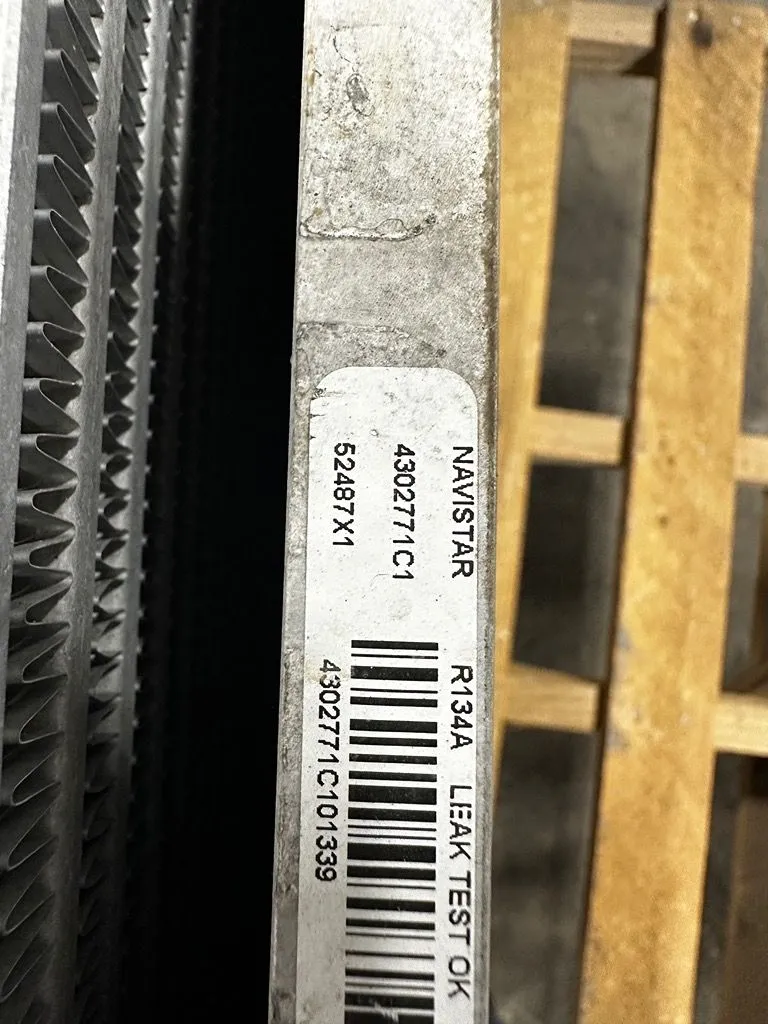 NAVISTAR R134A LEAK TEST OK
4302771C1
52487X1
4302771C101339